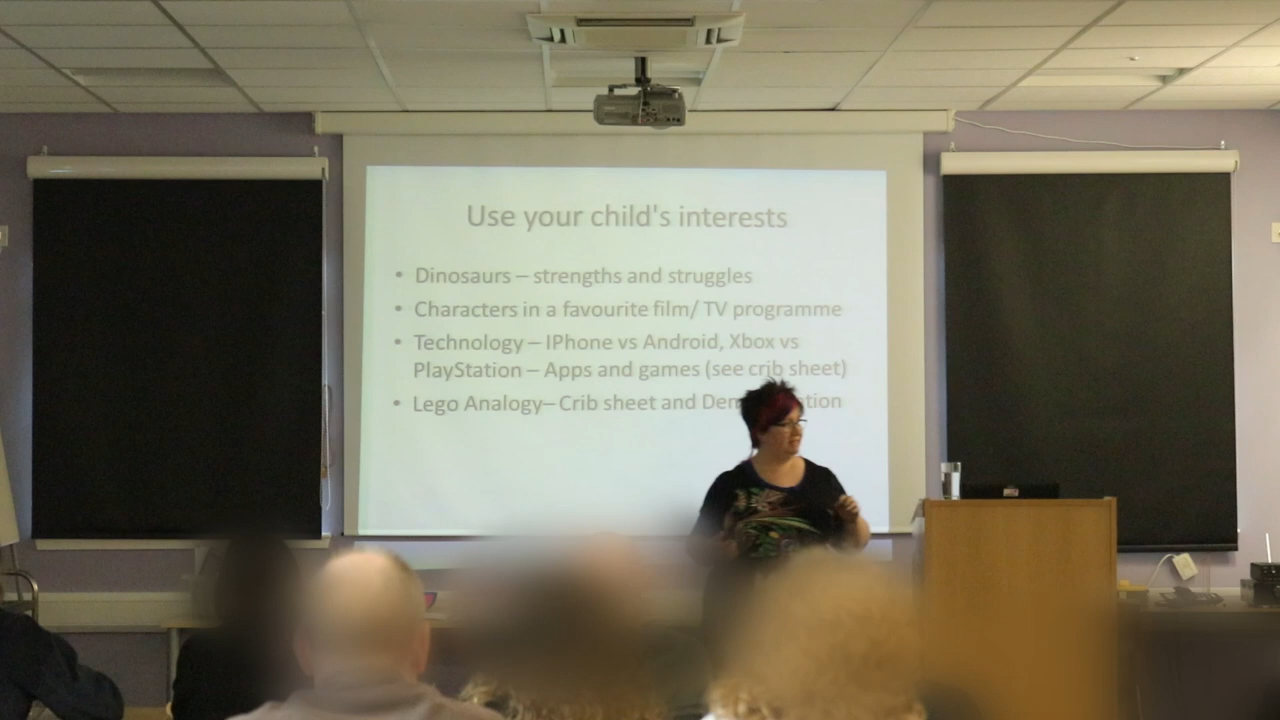 Use your child's interests
• Dinosaurs – strengths and struggles
• Characters in a favourite film/ TV programme
• Technology – IPhone vs Android, Xbox vs
PlayStation – Apps and games (see crib sheet)
• Lego Analogy– Crib sheet and